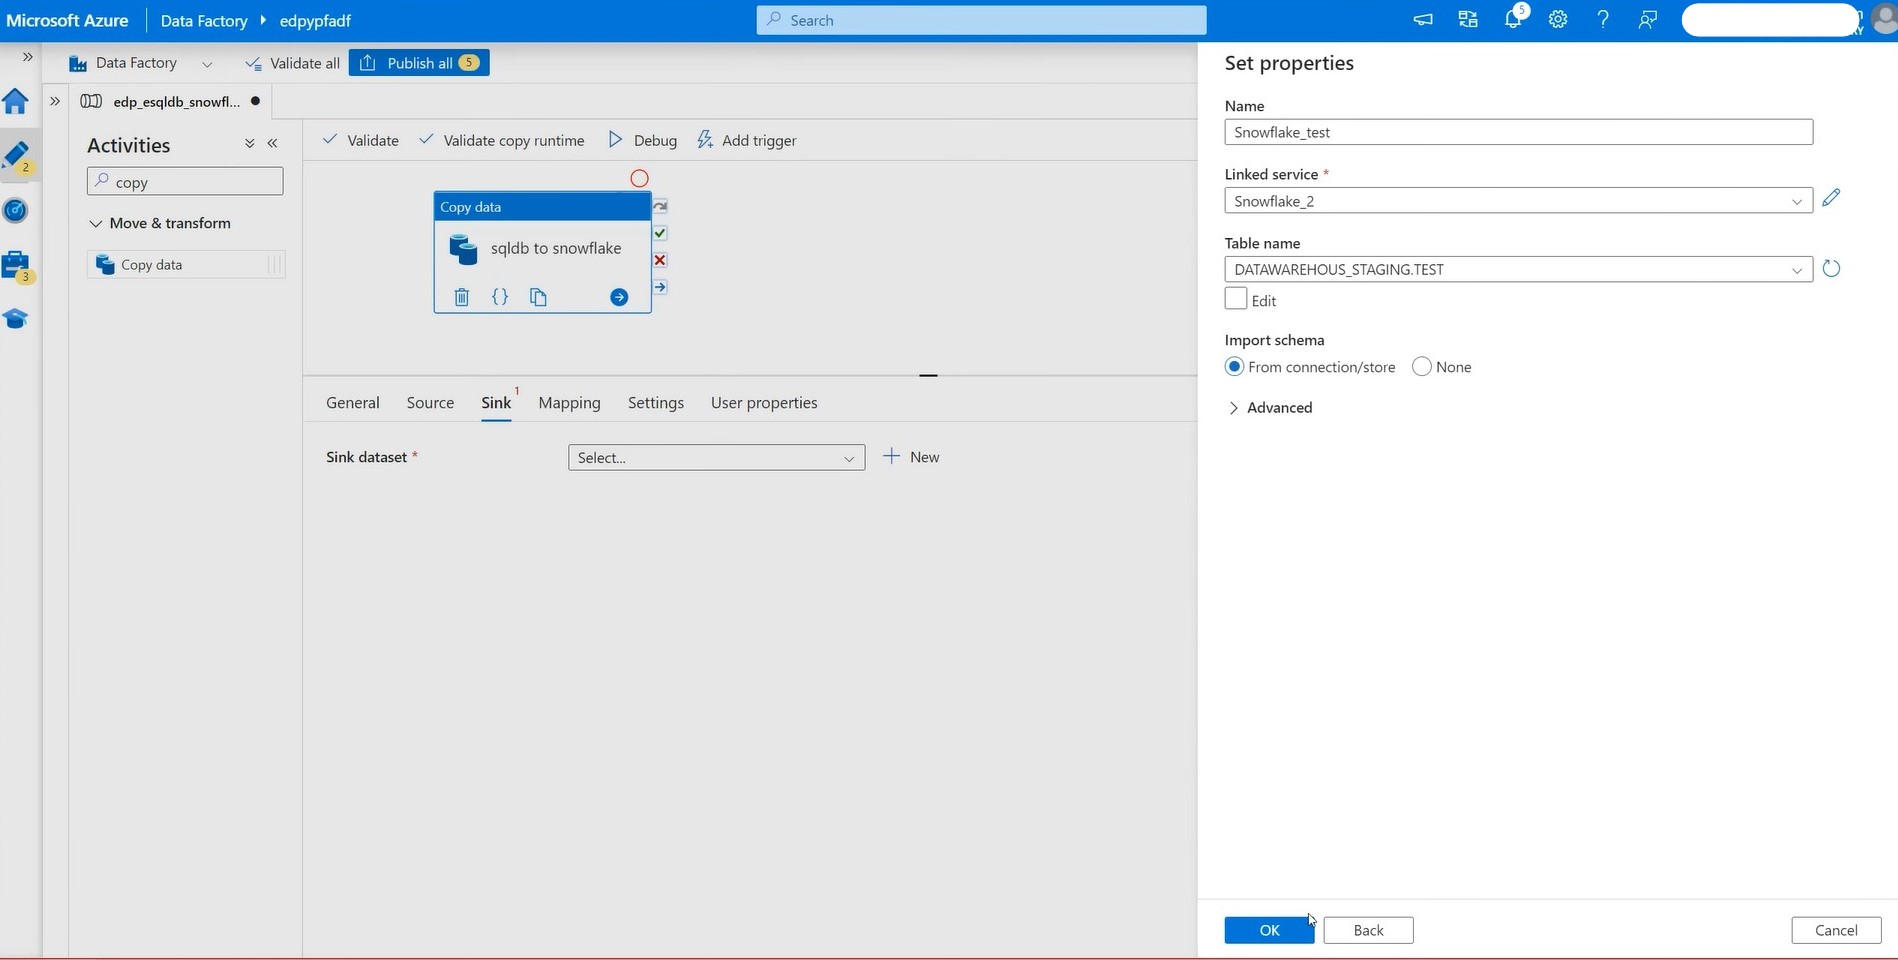 Microsoft Azure
Data Factory
edpypfadf
Search
5
Data Factory
Validate all
Publish all
5
edp_esqldb_snowfl...
Activities
copy
Move & transform
Copy data
2
3
Validate
Validate copy runtime
Debug
Add trigger
Copy data
sqldb to snowflake
General
Source
Sink
1
Mapping
Settings
User properties
Sink dataset *
Select...
New
Set properties
Name
Snowflake_test
Linked service *
Snowflake_2
Table name
DATAWAREHOUS_STAGING.TEST
Edit
Import schema
From connection/store
None
Advanced
OK
Back
Cancel